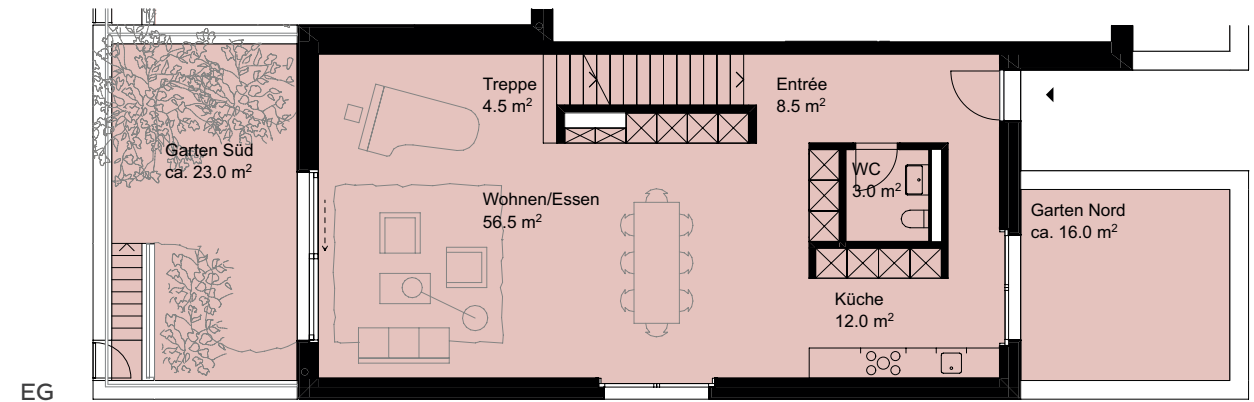 Treppe
4.5 m²
Entrée
8.5 m²
Garten Süd
ca. 23.0 m²
WC
3.0 m²
Wohnen/Essen
56.5 m²
Garten Nord
ca. 16.0 m²
Küche
12.0 m²
EG